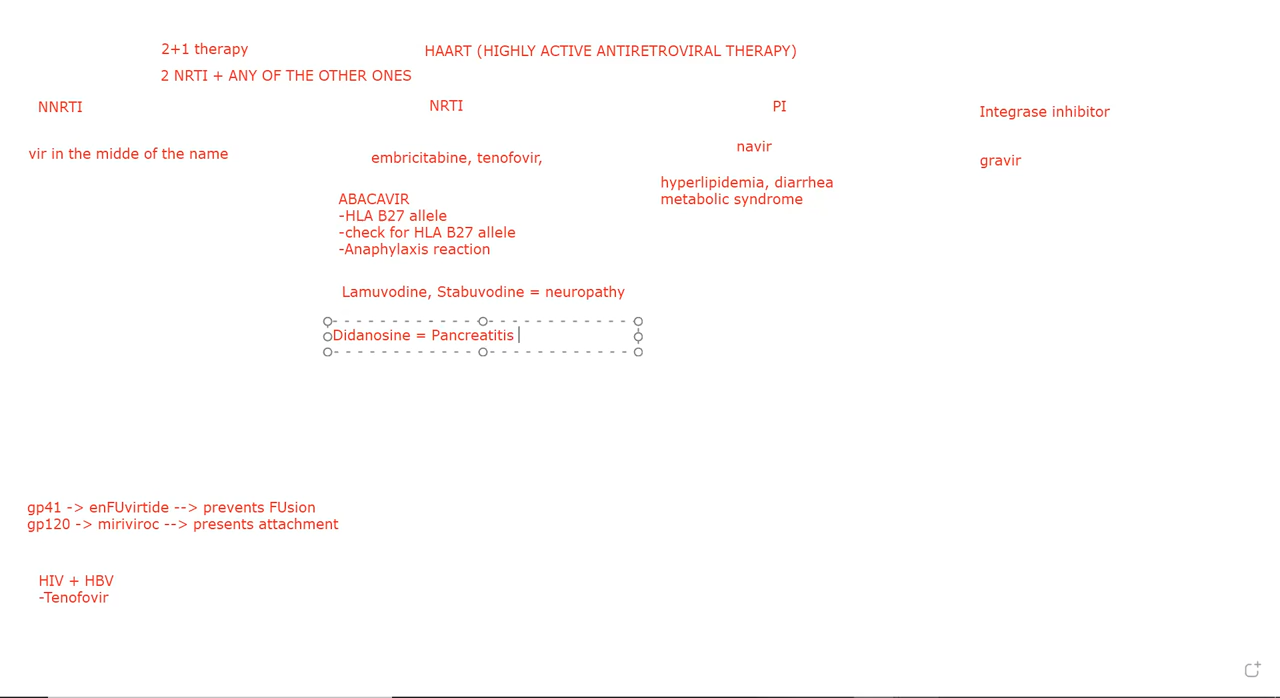 2+1 therapy
HAART (HIGHLY ACTIVE ANTIRETROVIRAL THERAPY)
2 NRTI + ANY OF THE OTHER ONES
NNRTI
NRTI
PI
Integrase inhibitor
vir in the midde of the name
embricitabine, tenofovir,
navir
gravir
hyperlipidemia, diarrhea
metabolic syndrome
ABACAVIR
-HLA B27 allele
-check for HLA B27 allele
-Anaphylaxis reaction
Lamuvodine, Stabuvodine = neuropathy
Didanosine = Pancreatitis
gp41 -> enFUvirtide --> prevents FUsion
gp120 -> miriviroc --> presents attachment
HIV + HBV
-Tenofovir